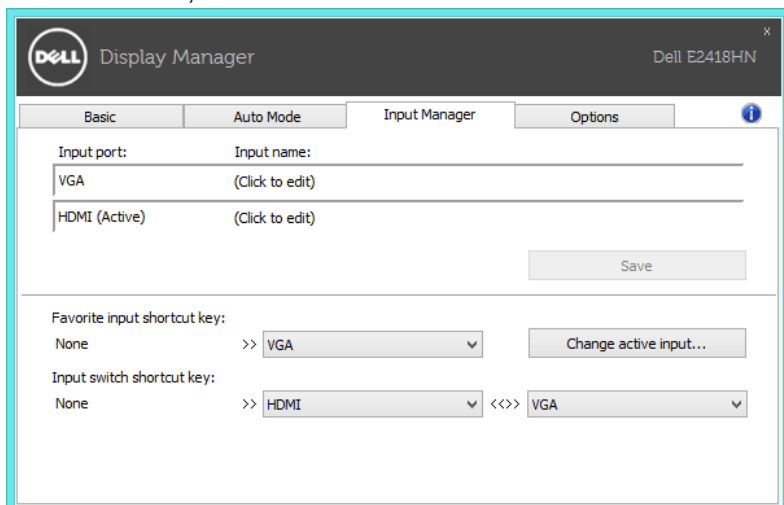 DELL Display Manager Dell E2418HN
x
Basic Auto Mode Input Manager Options i
Input port: Input name:
VGA (Click to edit)
HDMI (Active) (Click to edit)
Save
Favorite input shortcut key:
None >> VGA Change active input...
Input switch shortcut key:
None >> HDMI <<>> VGA